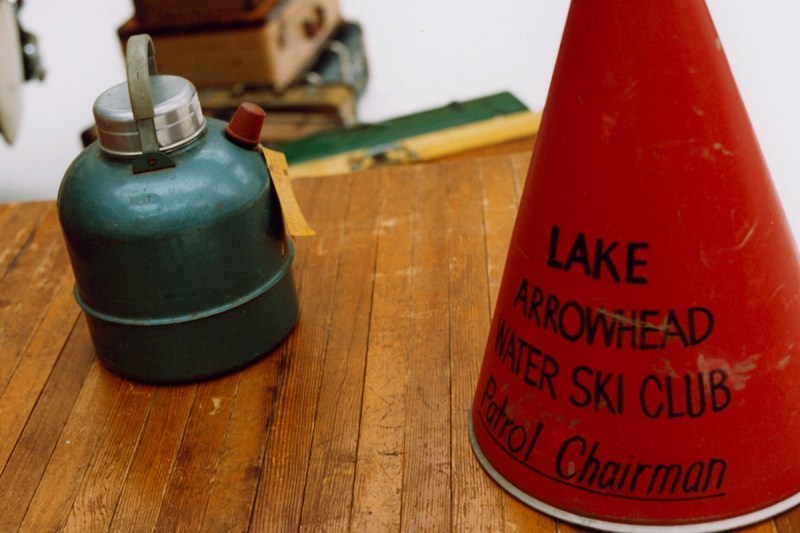 LAKE
ARROWHEAD
WATER SKI CLUB
Patrol Chairman